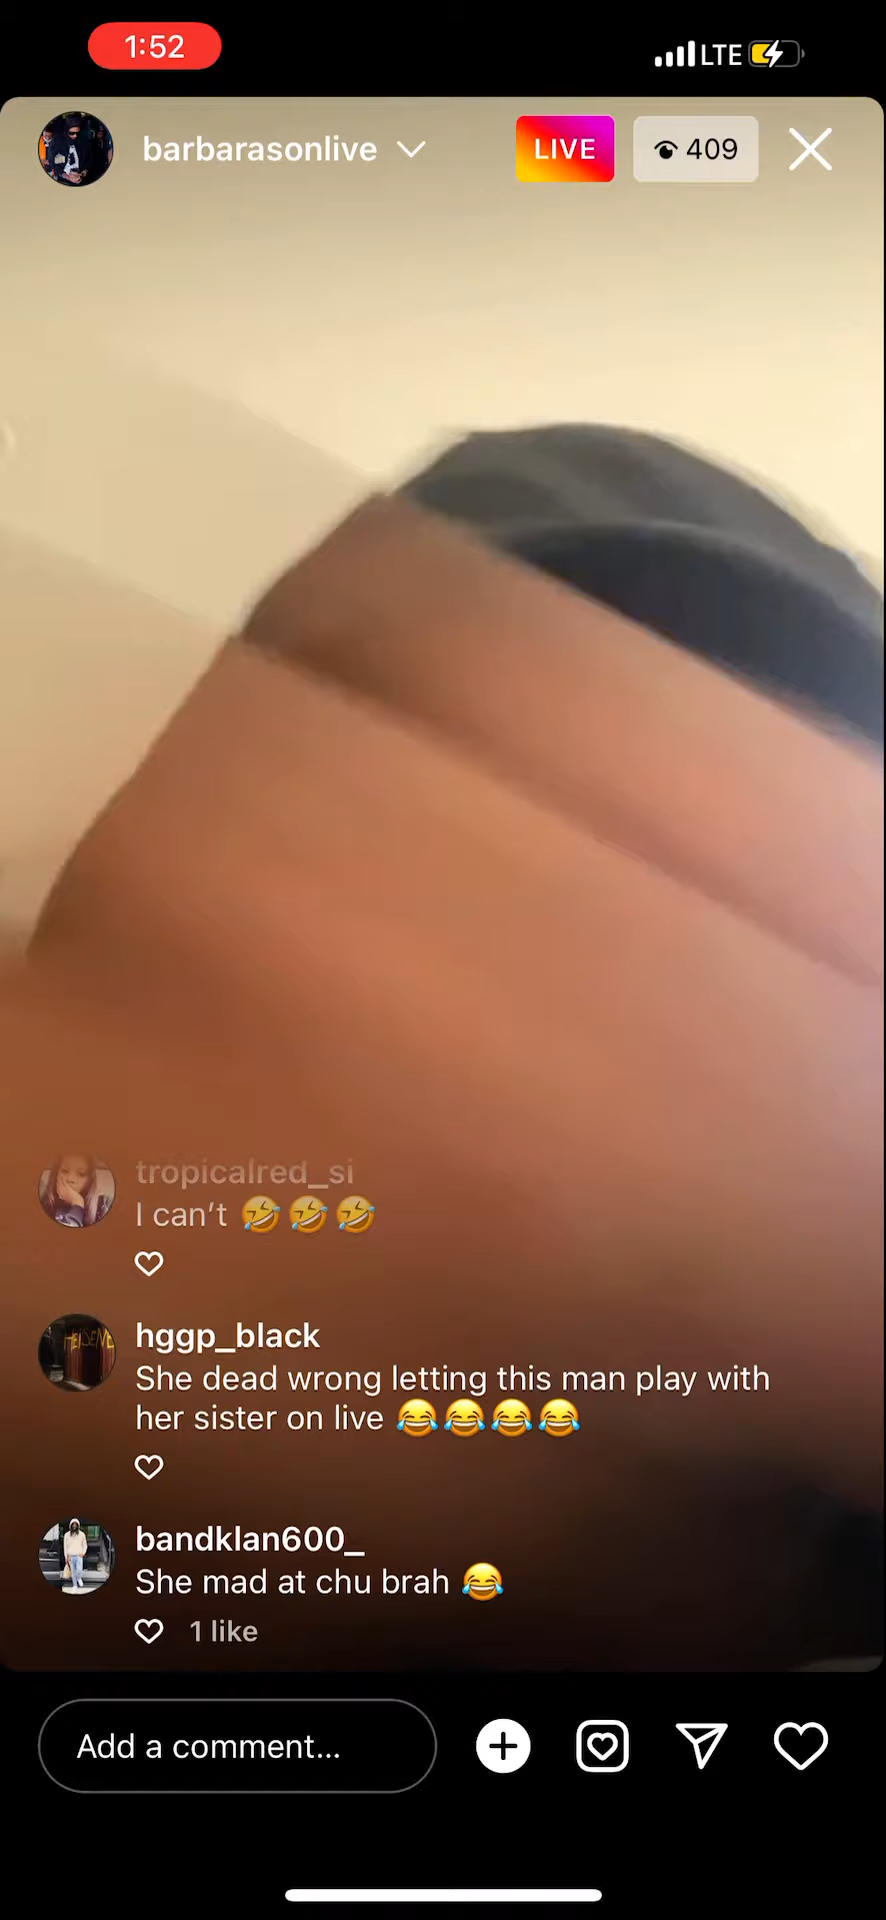 1:52
LTE
barbarasonlive
LIVE
409
tropicalred_si
I can't 🤣🤣🤣
hggp_black
She dead wrong letting this man play with
her sister on live 😂😂😂😂
bandklan600_
She mad at chu brah 😂
1 like
Add a comment...